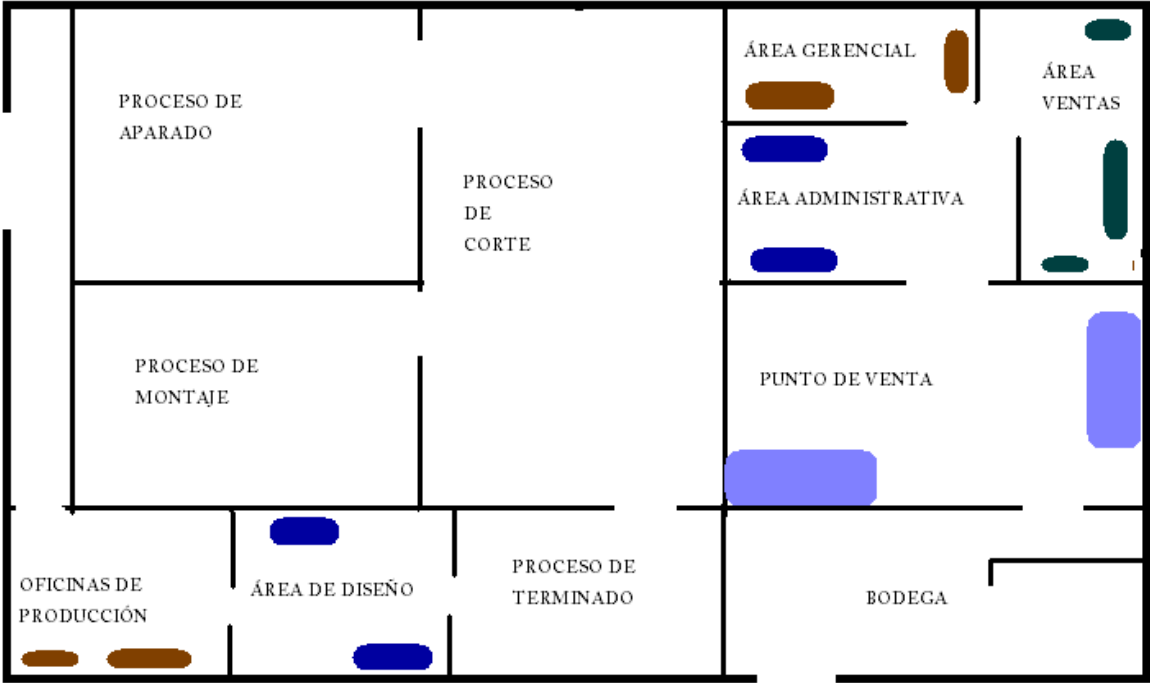 PROCESO DE
APARADO
PROCESO
DE
CORTE
ÁREA GERENCIAL
ÁREA
VENTAS
ÁREA ADMINISTRATIVA
PROCESO DE
MONTAJE
PUNTO DE VENTA
OFICINAS DE
PRODUCCIÓN
ÁREA DE DISEÑO
PROCESO DE
TERMINADO
BODEGA